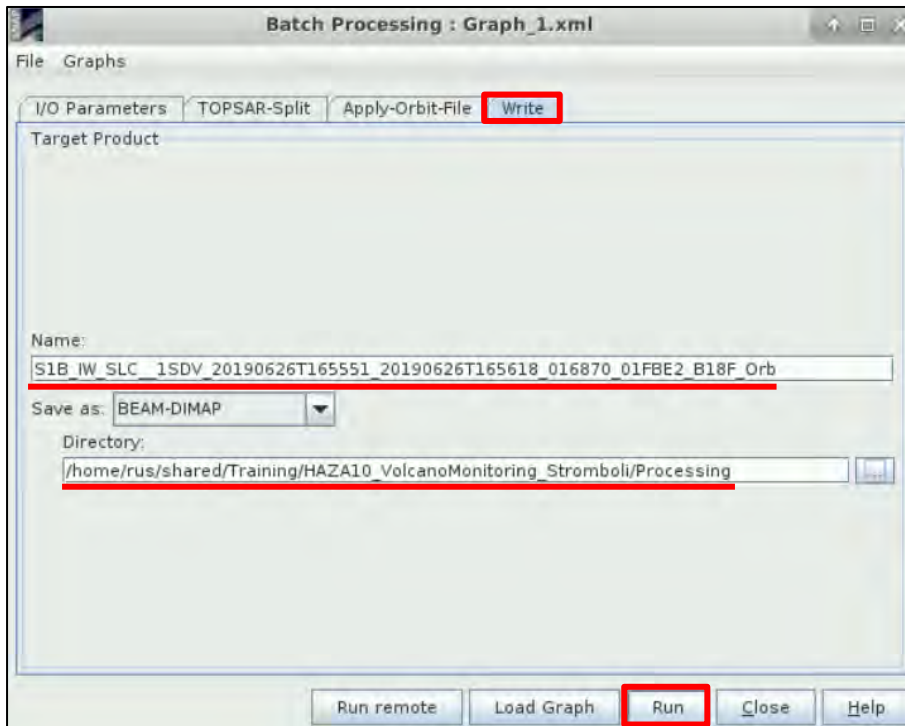 Batch Processing : Graph_1.xml
File Graphs
I/O Parameters TOPSAR-Split Apply-Orbit-File Write
Target Product
Name:
S1B_IW_SLC__1SDV_20190626T165551_20190626T165618_016870_01FBE2_B18F_Orb
Save as: BEAM-DIMAP
Directory:
/home/rus/shared/Training/HAZA10_VolcanoMonitoring_Stromboli/Processing
...
Run remote Load Graph Run Close Help